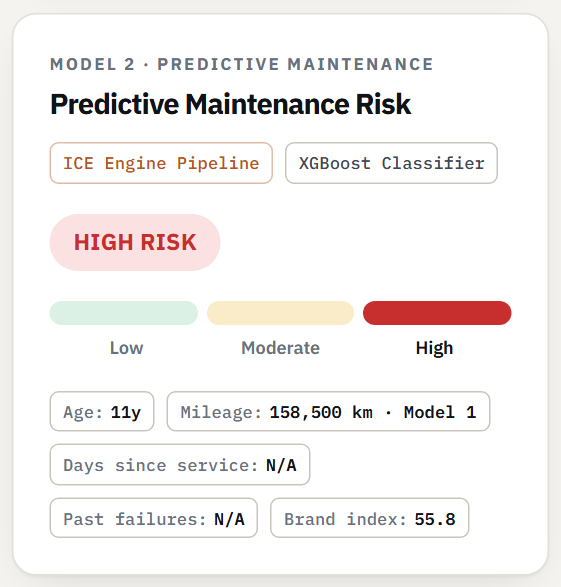 MODEL 2 · PREDICTIVE MAINTENANCE
Predictive Maintenance Risk
ICE Engine Pipeline XGBoost Classifier
HIGH RISK
Low Moderate High
Age: 11y Mileage: 158,500 km · Model 1
Days since service: N/A
Past failures: N/A Brand index: 55.8